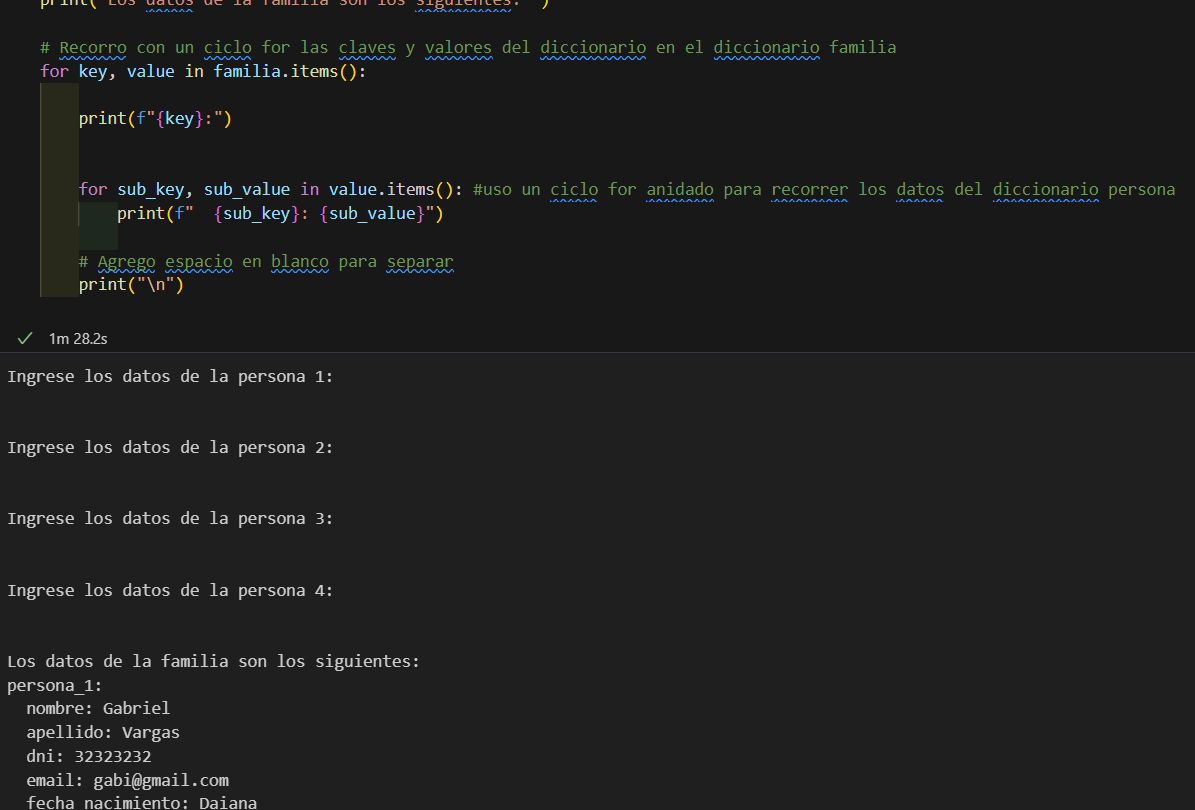 print("Los datos de la familia son los siguientes: ")
# Recorro con un ciclo for las claves y valores del diccionario en el diccionario familia
for key, value in familia.items():
print(f"{key}:")
for sub_key, sub_value in value.items(): #uso un ciclo for anidado para recorrer los datos del diccionario persona
print(f"  {sub_key}: {sub_value}")
# Agrego espacio en blanco para separar
print("\n")
1m 28.2s
Ingrese los datos de la persona 1:
Ingrese los datos de la persona 2:
Ingrese los datos de la persona 3:
Ingrese los datos de la persona 4:
Los datos de la familia son los siguientes:
persona_1:
nombre: Gabriel
apellido: Vargas
dni: 32323232
email: gabi@gmail.com
fecha nacimiento: Daiana